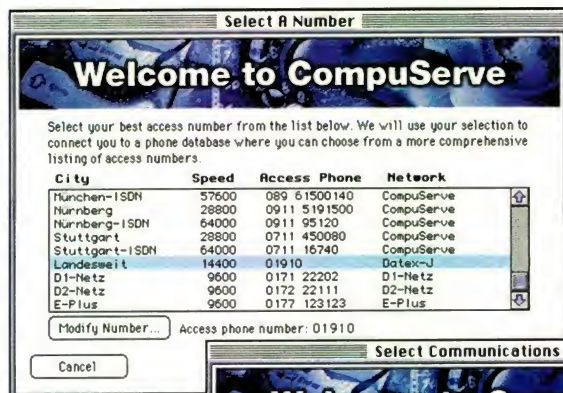 Select A Number
Welcome to CompuServe
Select your best access number from the list below. We will use your selection to
connect you to a phone database where you can choose from a more comprehensive
listing of access numbers.
City Speed Access Phone Network
München-ISDN 57600 089 61500140 CompuServe
Nürnberg 28800 0911 5191500 CompuServe
Nürnberg-ISDN 64000 0911 95120 CompuServe
Stuttgart 28800 0711 450080 CompuServe
Stuttgart-ISDN 64000 0711 16740 CompuServe
Landesweit 14400 01910 Datex-J
D1-Netz 9600 0171 22202 D1-Netz
D2-Netz 9600 0172 22111 D2-Netz
E-Plus 9600 0177 123123 E-Plus
Modify Number... Access phone number: 01910
Cancel
Select Communications